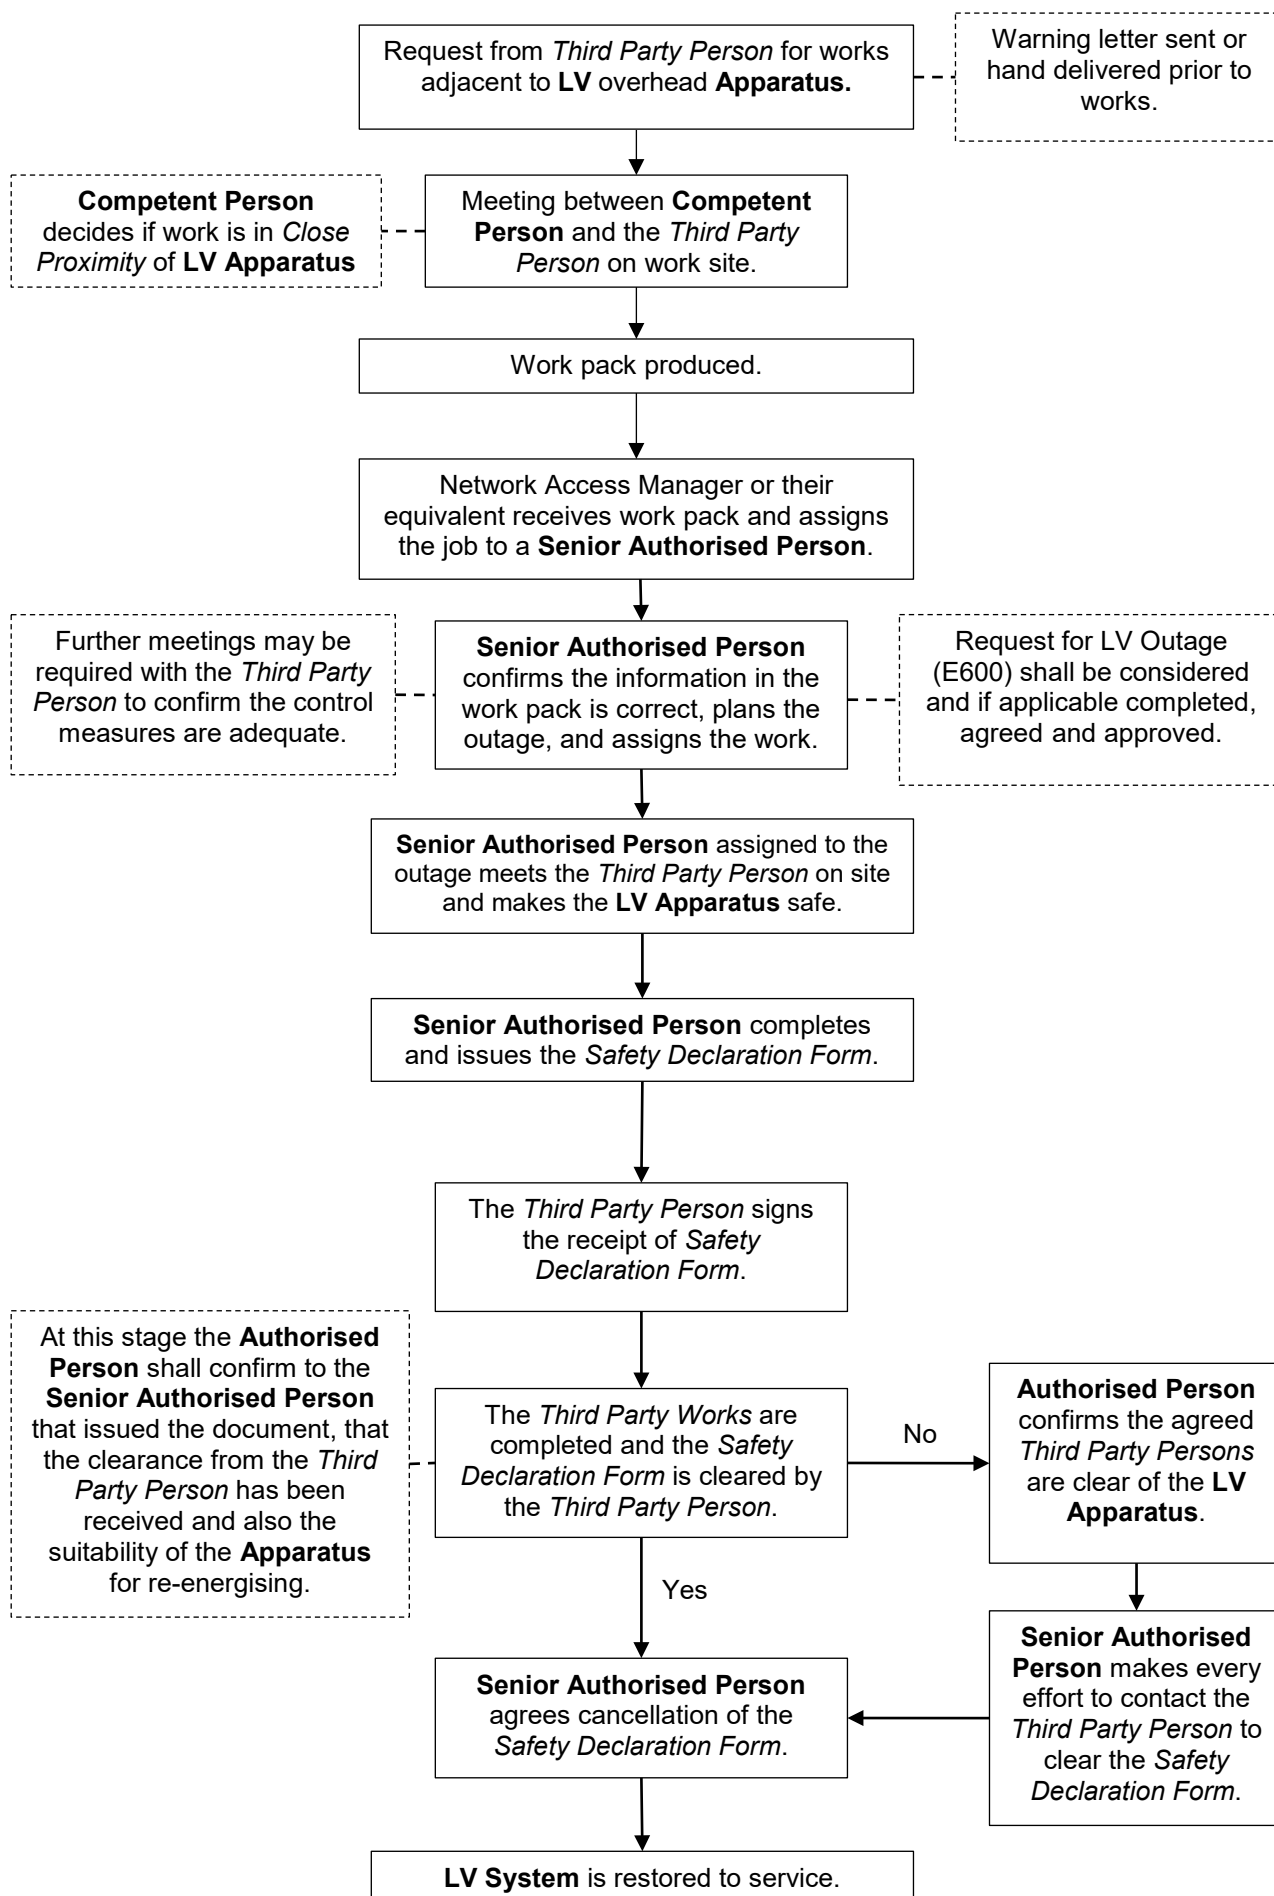 Request from Third Party Person for works
adjacent to LV overhead Apparatus.
Warning letter sent or
hand delivered prior to
works.
Competent Person
decides if work is in Close
Proximity of LV Apparatus
Meeting between Competent
Person and the Third Party
Person on work site.
Work pack produced.
Network Access Manager or their
equivalent receives work pack and assigns
the job to a Senior Authorised Person.
Further meetings may be
required with the Third Party
Person to confirm the control
measures are adequate.
Senior Authorised Person
confirms the information in the
work pack is correct, plans the
outage, and assigns the work.
Request for LV Outage
(E600) shall be considered
and if applicable completed,
agreed and approved.
Senior Authorised Person assigned to the
outage meets the Third Party Person on site
and makes the LV Apparatus safe.
Senior Authorised Person completes
and issues the Safety Declaration Form.
The Third Party Person signs
the receipt of Safety
Declaration Form.
At this stage the Authorised
Person shall confirm to the
Senior Authorised Person
that issued the document, that
the clearance from the Third
Party Person has been
received and also the
suitability of the Apparatus
for re-energising.
The Third Party Works are
completed and the Safety
Declaration Form is cleared by
the Third Party Person.
No
Authorised Person
confirms the agreed
Third Party Persons
are clear of the LV
Apparatus.
Yes
Senior Authorised
Person makes every
effort to contact the
Third Party Person to
clear the Safety
Declaration Form.
Senior Authorised Person
agrees cancellation of the
Safety Declaration Form.
LV System is restored to service.